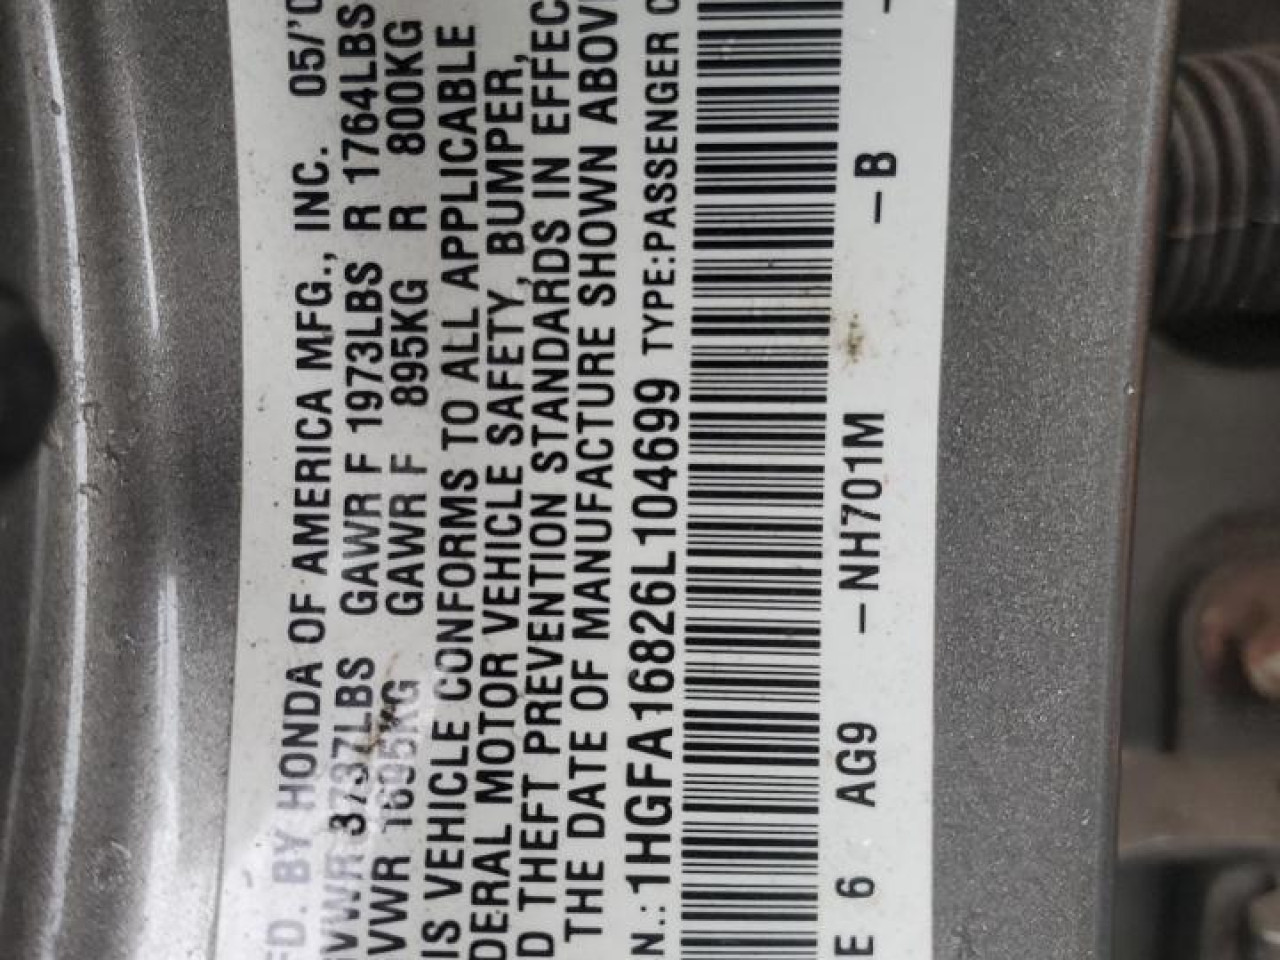 FD. BY HONDA OF AMERICA MFG., INC. 05/'0
GVWR 3737LBS GAWR F 1973LBS R 1764LBS
VWR 1695KG GAWR F 895KG R 800KG
IS VEHICLE CONFORMS TO ALL APPLICABLE
DERAL MOTOR VEHICLE SAFETY, BUMPER,
D THEFT PREVENTION STANDARDS IN EFFEC
THE DATE OF MANUFACTURE SHOWN ABOV
N.: 1HGFA16826L104699 TYPE:PASSENGER C
E 6 AG9 –NH701M –B –